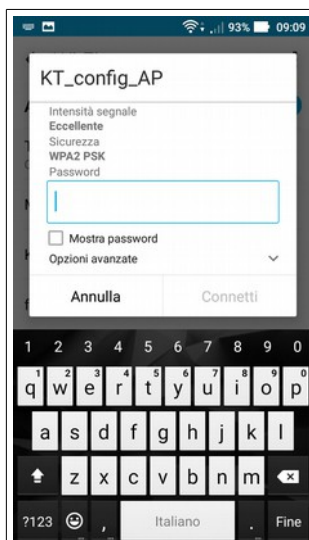 93% 09:09
KT_config_AP
Intensità segnale
Eccellente
Sicurezza
WPA2 PSK
Password
Mostra password
Opzioni avanzate
Annulla Connetti
1 2 3 4 5 6 7 8 9 0
q w e r t y u i o p
a s d f g h j k l
z x c v b n m
?123 , Italiano . Fine